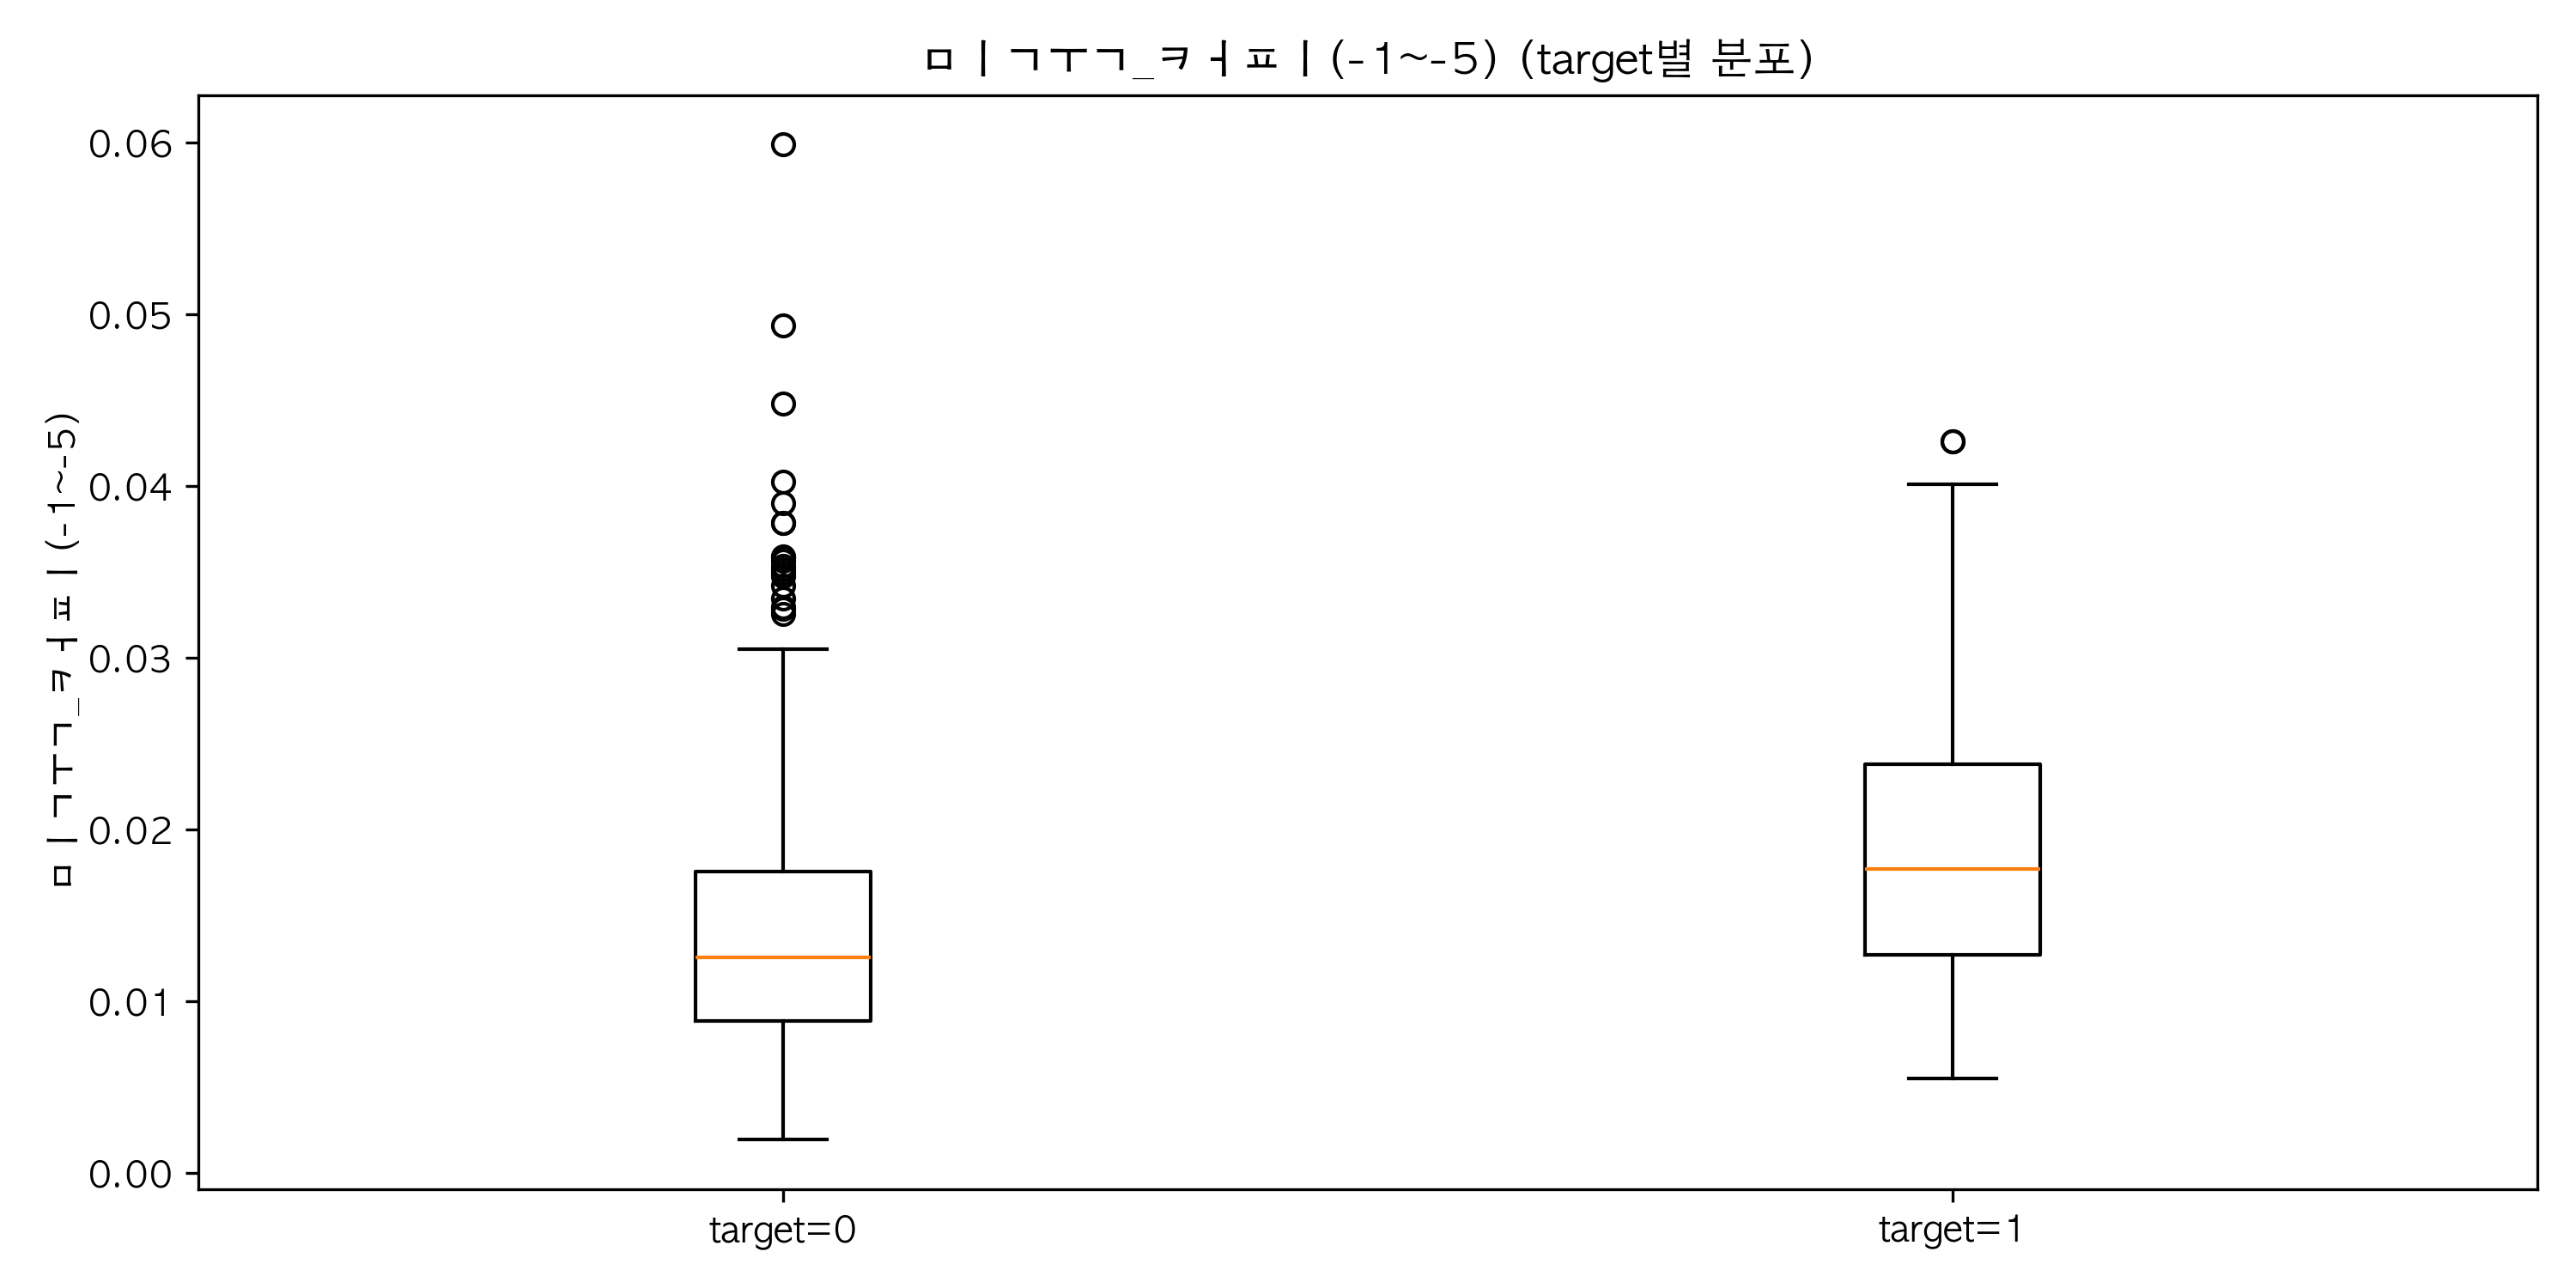 ㅁㅣㄱㅜㄱ_ㅋㅓㅍㅣ(-1~-5) (target별 분포)
ㅁㅣㄱㅜㄱ_ㅋㅓㅍㅣ(-1~-5)
0.06
0.05
0.04
0.03
0.02
0.01
0.00
target=0
target=1